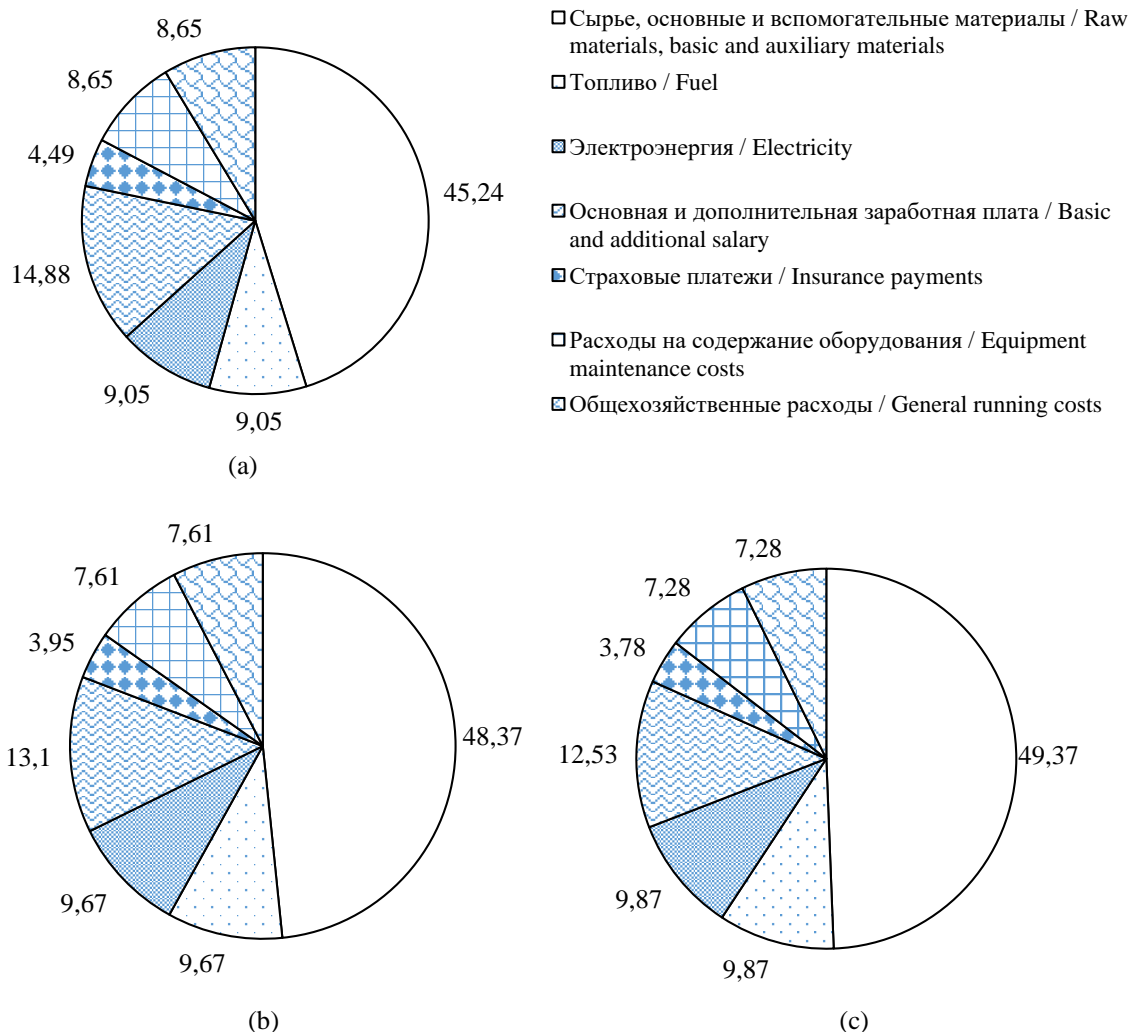 8,65
8,65
4,49
45,24
14,88
9,05
9,05
(a)
Сырье, основные и вспомогательные материалы / Raw
materials, basic and auxiliary materials
Топливо / Fuel
Электроэнергия / Electricity
Основная и дополнительная заработная плата / Basic
and additional salary
Страховые платежи / Insurance payments
Расходы на содержание оборудования / Equipment
maintenance costs
Общехозяйственные расходы / General running costs
7,61
7,61
3,95
48,37
13,1
9,67
9,67
(b)
7,28
7,28
3,78
49,37
12,53
9,87
9,87
(c)